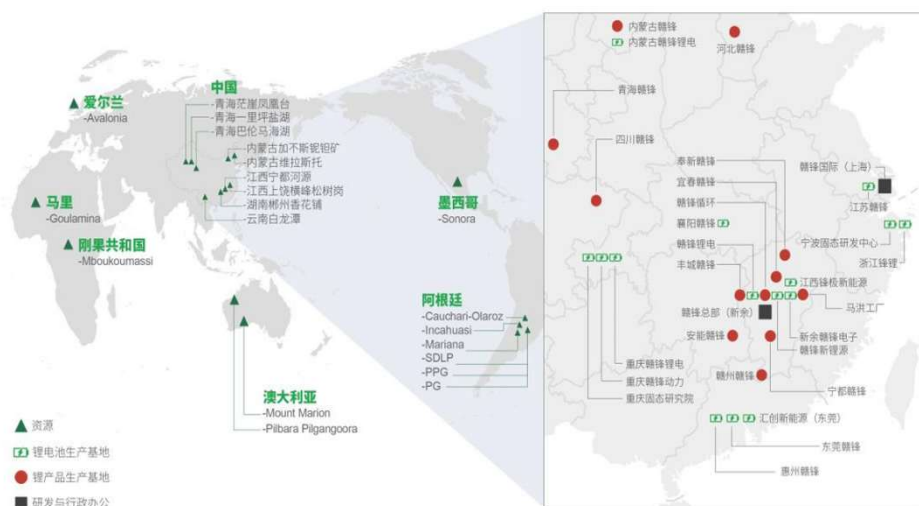 爱尔兰
-Avalonia
马里
-Goulamina
刚果共和国
-Mboukoumassi
中国
-青海茫崖凤凰台
-青海一里坪盐湖
-青海巴伦马海湖
内蒙古加不斯铌钽矿
内蒙古维拉斯托
江西宁都河源
江西上饶横峰松树岗
湖南郴州香花铺
云南白龙潭
墨西哥
-Sonora
阿根廷
-Cauchari-Olaroz
-Incahuasi
-Mariana
-SDLP
-PPG
-PG
澳大利亚
-Mount Marion
-Pilbara Pilgangoora
资源
锂电池生产基地
锂产品生产基地
研发与行政办公
内蒙古赣锋
内蒙古赣锋锂电
河北赣锋
青海赣锋
四川赣锋
奉新赣锋
宜春赣锋
赣锋循环
襄阳赣锋
赣锋锂电
丰城赣锋
赣锋总部（新余）
安能赣锋
赣州赣锋
赣锋国际（上海）
江苏赣锋
宁波固态研发中心
浙江锋锂
江西锋极新能源
马洪工厂
新余赣锋电子
赣锋新锂源
宁都赣锋
重庆赣锋锂电
重庆赣锋动力
重庆固态研究院
汇创新能源（东莞）
东莞赣锋
惠州赣锋